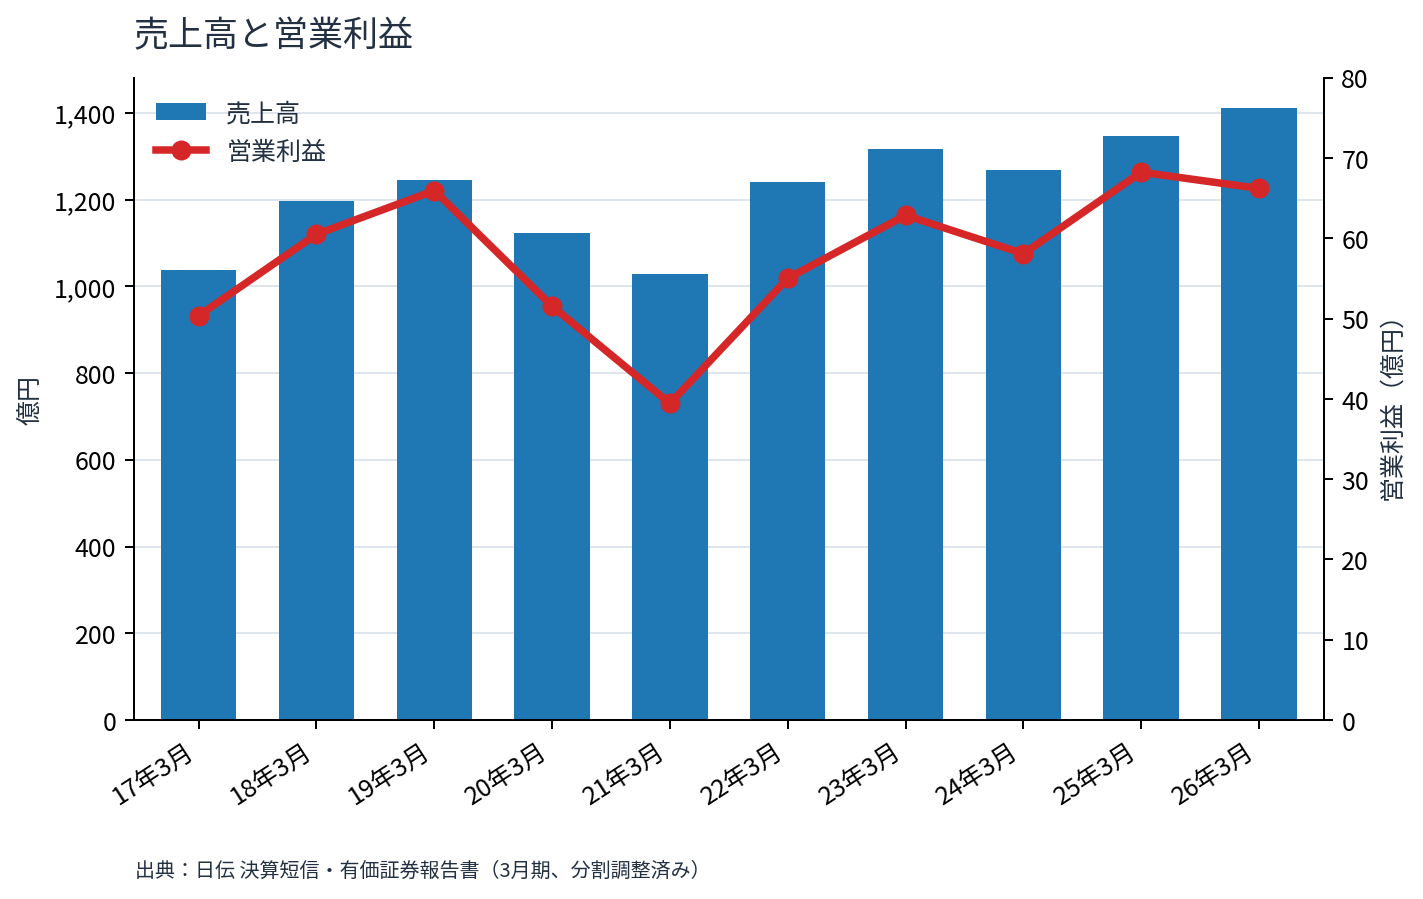 売上高と営業利益
売上高
営業利益
億円
1,400
1,200
1,000
800
600
400
200
0
80
70
60
50
40
30
20
10
0
営業利益（億円）
17年3月
18年3月
19年3月
20年3月
21年3月
22年3月
23年3月
24年3月
25年3月
26年3月
出典：日伝 決算短信・有価証券報告書（3月期、分割調整済み）